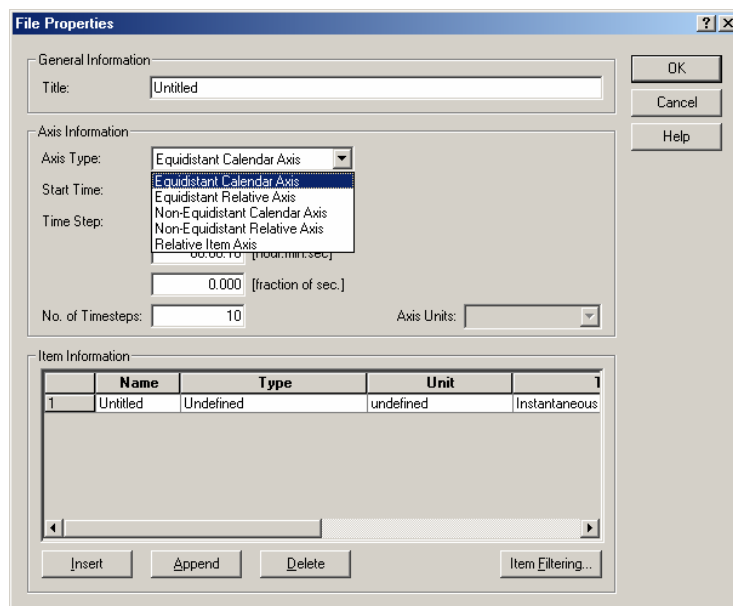 File Properties
General Information
Title: Untitled
OK
Cancel
Help
Axis Information
Axis Type: Equidistant Calendar Axis
Equidistant Calendar Axis
Equidistant Relative Axis
Non-Equidistant Calendar Axis
Non-Equidistant Relative Axis
Relative Item Axis
Start Time:
Time Step:
[hour:min:sec]
0.000 [fraction of sec.]
No. of Timesteps: 10 Axis Units:
Item Information
Name Type Unit T
1 Untitled Undefined undefined Instantaneous
Insert Append Delete Item Filtering...